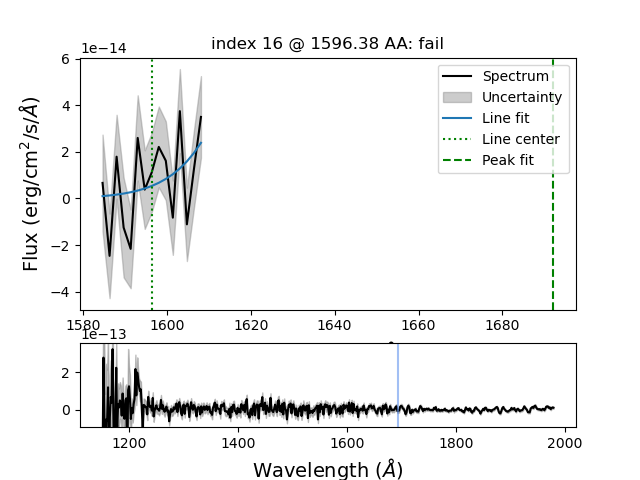 index 16 @ 1596.38 AA: fail
1e−14
6
4
2
0
−2
−4
Flux (erg/cm²/s/Å)
Spectrum
Uncertainty
Line fit
Line center
Peak fit
1580 1600 1620 1640 1660 1680
1e−13
2
0
1200 1400 1600 1800 2000
Wavelength (Å)